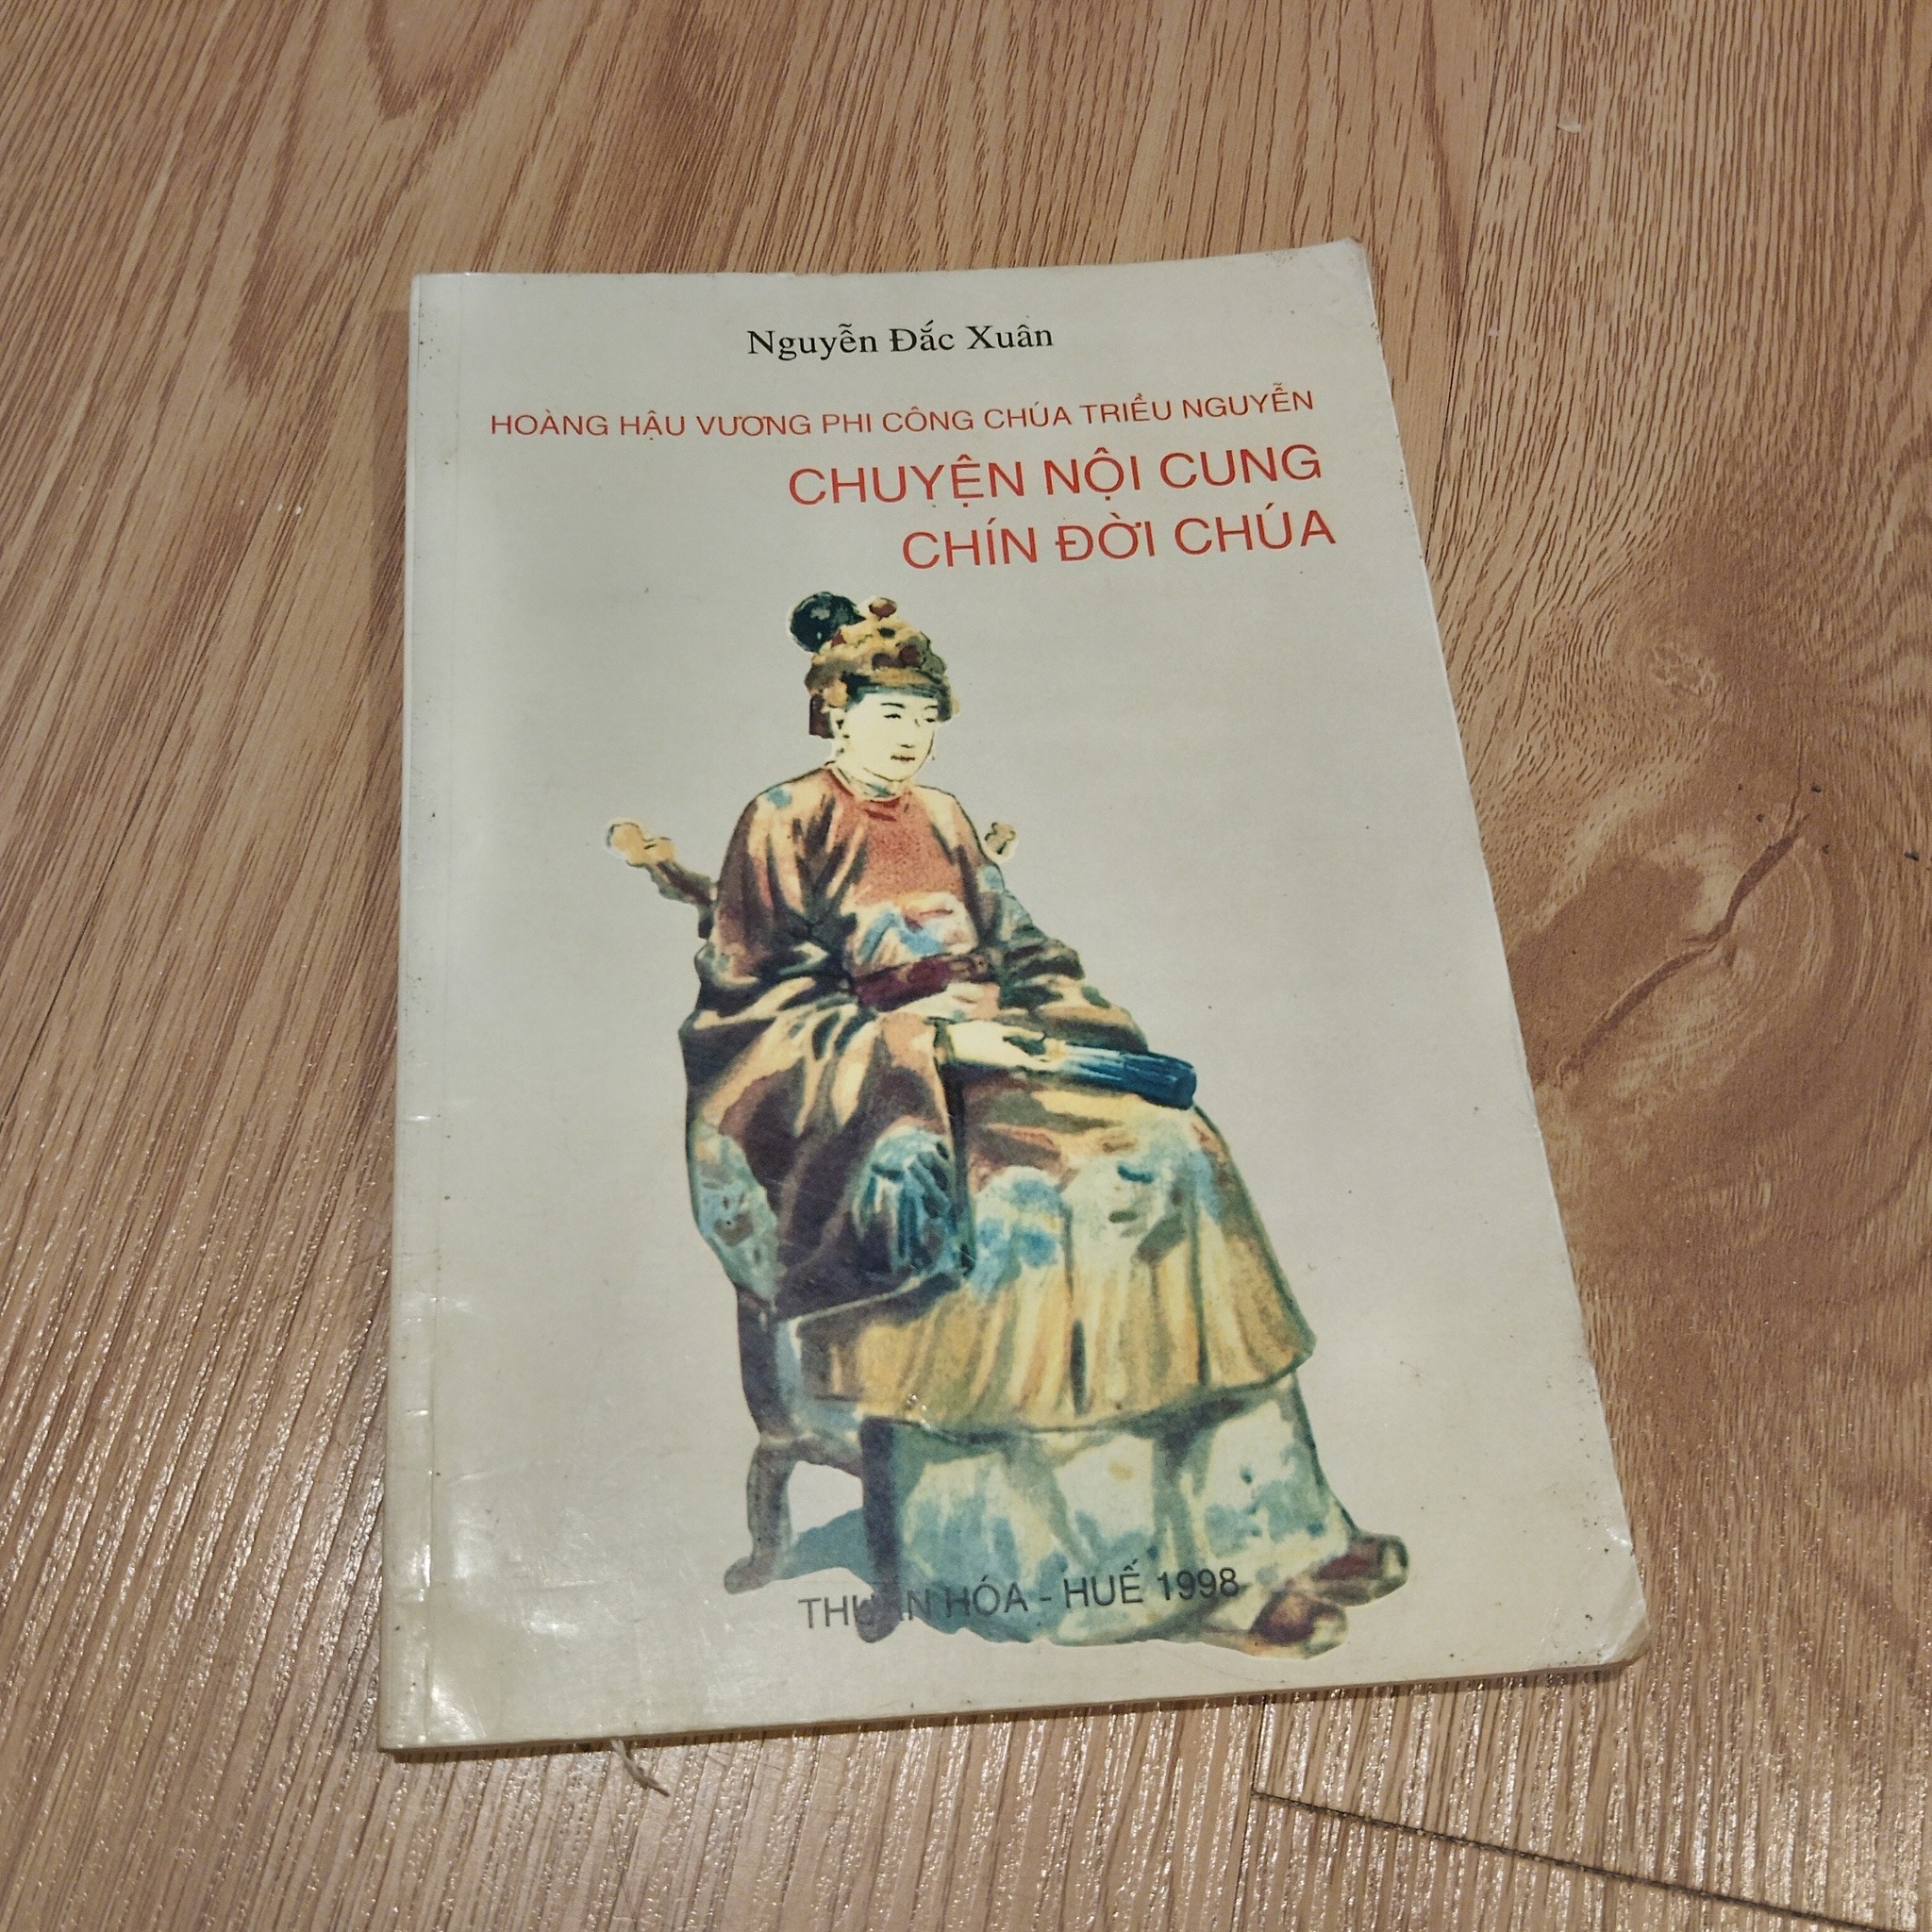 Nguyễn Đắc Xuân
HOÀNG HẬU VƯƠNG PHI CÔNG CHÚA TRIỀU NGUYỄN
CHUYỆN NỘI CUNG
CHÍN ĐỜI CHÚA
THUẬN HÓA - HUẾ 1998